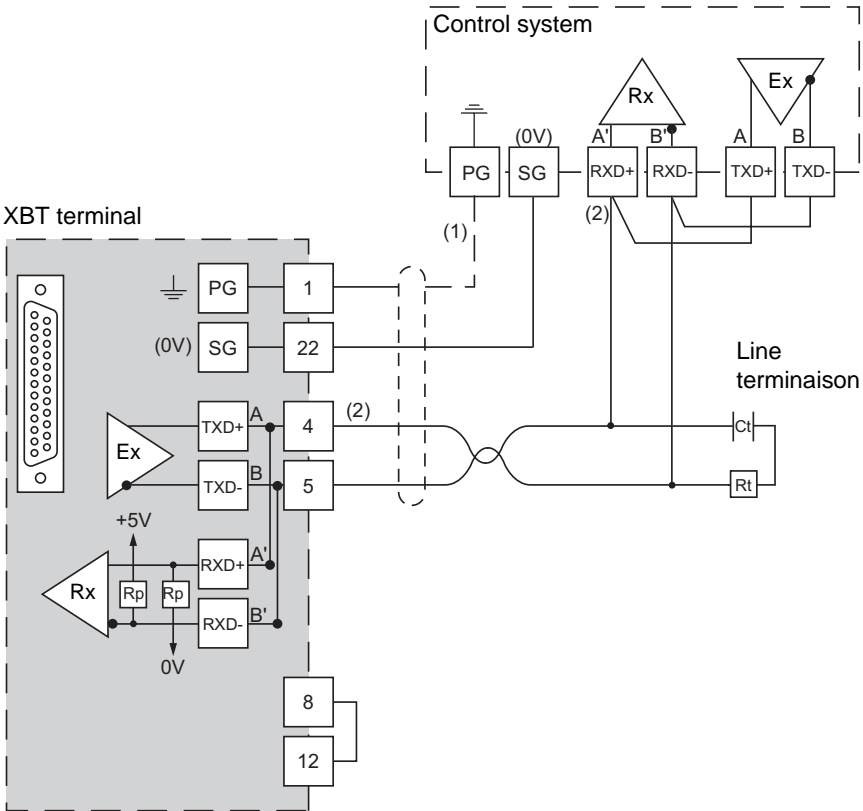 Control system
Rx
Ex
(0V)
A'
B'
A
B
PG
SG
RXD+
RXD-
TXD+
TXD-
(1)
(2)
XBT terminal
PG
1
(0V)
SG
22
Line
terminaison
Ex
TXD+
A
4
(2)
Ct
TXD-
B
5
Rt
+5V
Rx
Rp
Rp
RXD+
A'
RXD-
B'
0V
8
12